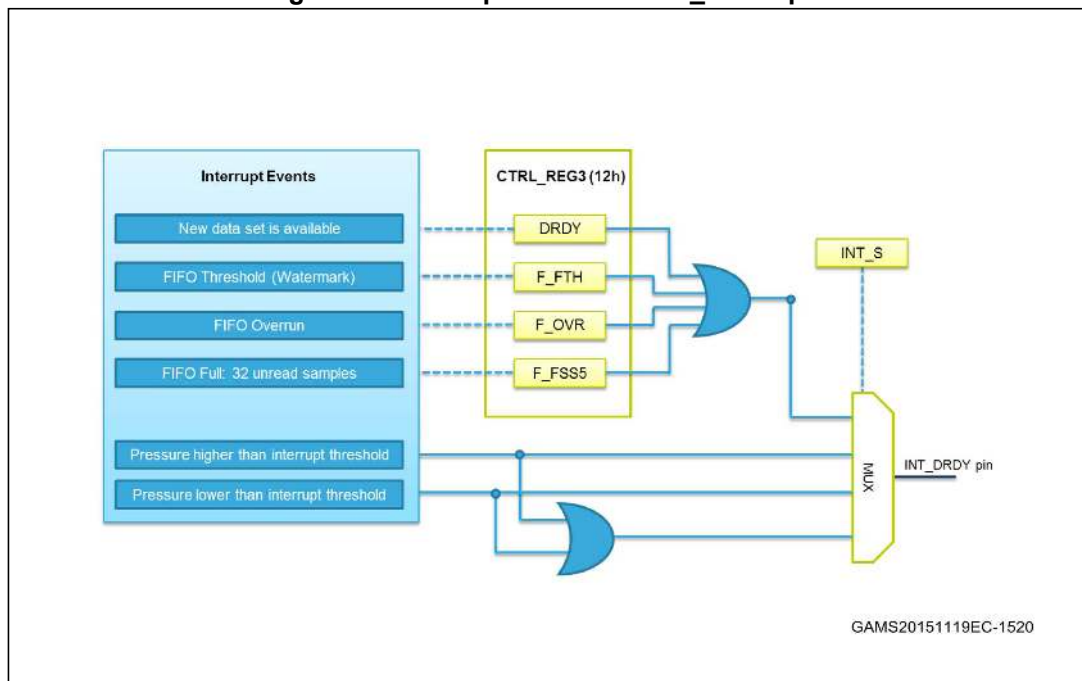 Interrupt Events
CTRL_REG3 (12h)
New data set is available
DRDY
INT_S
FIFO Threshold (Watermark)
F_FTH
FIFO Overrun
F_OVR
FIFO Full: 32 unread samples
F_FSS5
Pressure higher than interrupt threshold
MUX
INT_DRDY pin
Pressure lower than interrupt threshold
GAMS20151119EC-1520